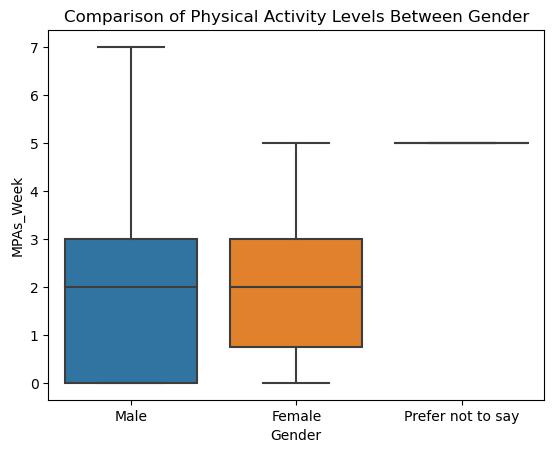 Comparison of Physical Activity Levels Between Gender
7
6
5
4
3
2
1
0
MPAs_Week
Male Female Prefer not to say
Gender